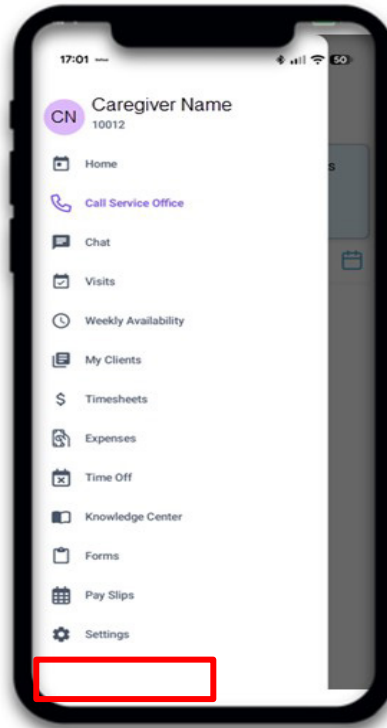 17:01
50
CN
Caregiver Name
10012
Home
s
Call Service Office
Chat
Visits
Weekly Availability
My Clients
$ Timesheets
Expenses
Time Off
Knowledge Center
Forms
Pay Slips
Settings